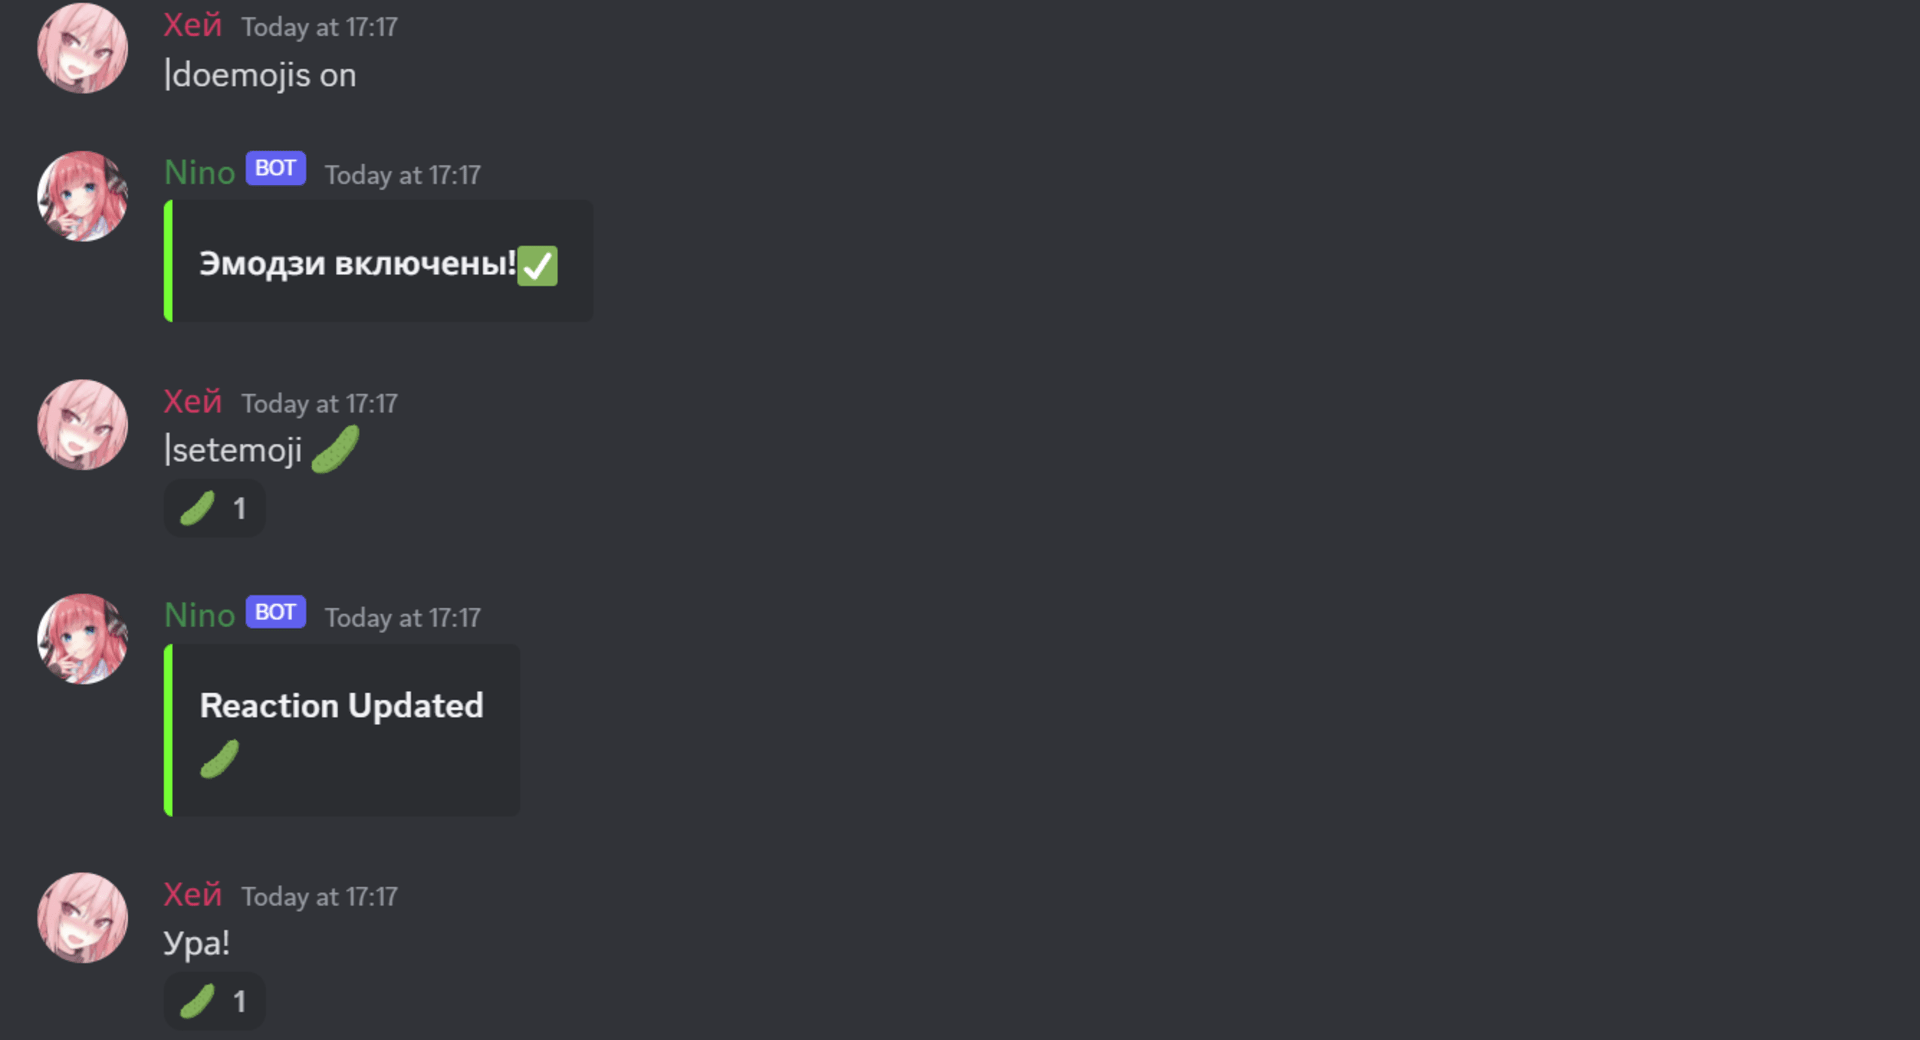 Хей Today at 17:17
|doemojis on
Nino BOT Today at 17:17
Эмодзи включены!✅
Хей Today at 17:17
|setemoji 🥒
🥒 1
Nino BOT Today at 17:17
Reaction Updated
🥒
Хей Today at 17:17
Ура!
🥒 1